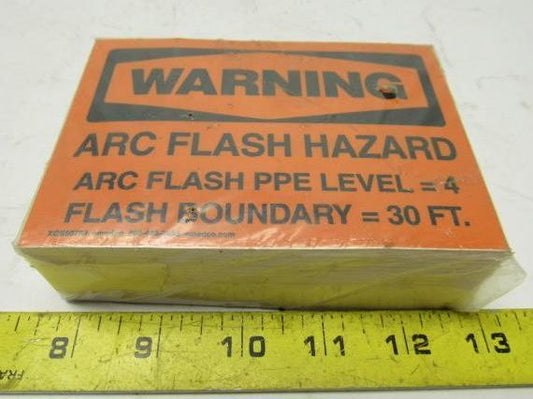 WARNING
ARC FLASH HAZARD
ARC FLASH PPE LEVEL = 4
FLASH BOUNDARY = 30 FT.
8 9 10 11 12 13
FRA